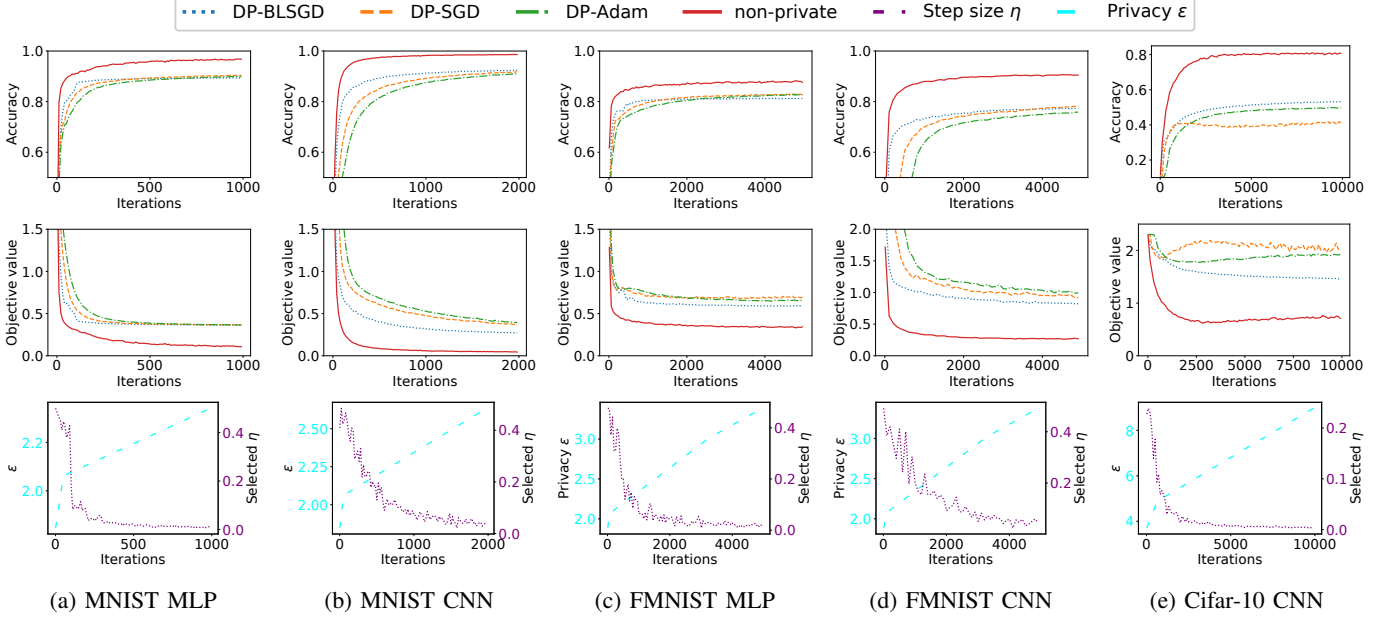 DP-BLSGD DP-SGD DP-Adam non-private Step size η Privacy ε
1.0 1.0 1.0 1.0 0.8
0.8 0.8 0.8 0.8 0.6
0.6 0.6 0.6 0.6 0.4
0.2
Accuracy Accuracy Accuracy Accuracy Accuracy
0 500 1000 0 1000 2000 0 2000 4000 0 2000 4000 0 5000 10000
Iterations Iterations Iterations Iterations Iterations
1.5 1.5 1.5 2.0 2
1.0 1.0 1.0 1.5 1
0.5 0.5 0.5 1.0 0
0.0 0.0 0.0 0.5
0.0
Objective value Objective value Objective value Objective value Objective value
0 500 1000 0 1000 2000 0 2000 4000 0 2000 4000 0 2500 5000 7500 10000
Iterations Iterations Iterations Iterations Iterations
2.2 0.4 2.50 0.4 3.0 0.4 3.0 0.4 8 0.2
2.0 0.2 2.25 0.2 2.5 0.2 2.5 0.2 6 0.1
0.0 2.00 0.0 2.0 0.0 2.0 0.0 4 0.0
ε Selected η ε Selected η Privacy ε Selected η Privacy ε Selected η ε Selected η
0 500 1000 0 1000 2000 0 2000 4000 0 2000 4000 0 5000 10000
Iterations Iterations Iterations Iterations Iterations
(a) MNIST MLP (b) MNIST CNN (c) FMNIST MLP (d) FMNIST CNN (e) Cifar-10 CNN